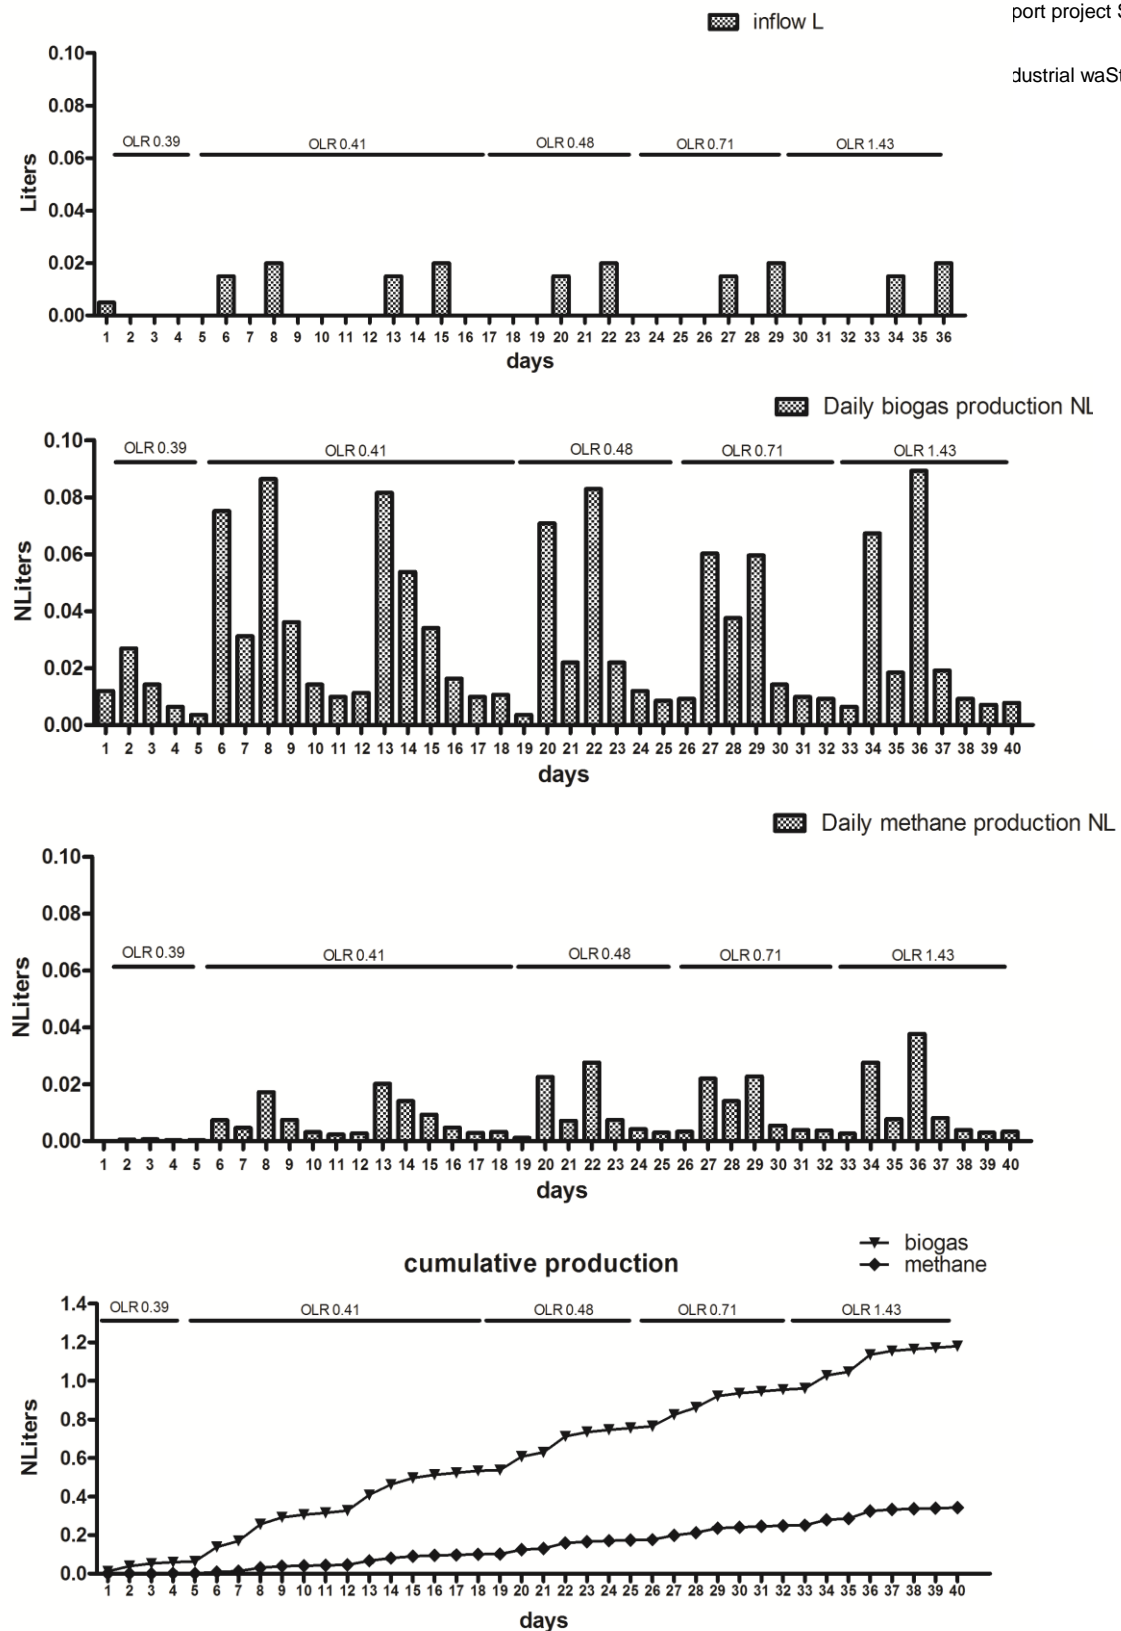 port project
dustrial waSt
inflow L
0.10
0.08
0.06
0.04
0.02
0.00
Liters
OLR 0.39 OLR 0.41 OLR 0.48 OLR 0.71 OLR 1.43
1 2 3 4 5 6 7 8 9 10 11 12 13 14 15 16 17 18 19 20 21 22 23 24 25 26 27 28 29 30 31 32 33 34 35 36
days
Daily biogas production NL
0.10
0.08
0.06
0.04
0.02
0.00
NLiters
OLR 0.39 OLR 0.41 OLR 0.48 OLR 0.71 OLR 1.43
1 2 3 4 5 6 7 8 9 10 11 12 13 14 15 16 17 18 19 20 21 22 23 24 25 26 27 28 29 30 31 32 33 34 35 36 37 38 39 40
days
Daily methane production NL
0.10
0.08
0.06
0.04
0.02
0.00
NLiters
OLR 0.39 OLR 0.41 OLR 0.48 OLR 0.71 OLR 1.43
1 2 3 4 5 6 7 8 9 10 11 12 13 14 15 16 17 18 19 20 21 22 23 24 25 26 27 28 29 30 31 32 33 34 35 36 37 38 39 40
days
cumulative production
biogas
methane
1.4
1.2
1.0
0.8
0.6
0.4
0.2
0.0
NLiters
OLR 0.39 OLR 0.41 OLR 0.48 OLR 0.71 OLR 1.43
1 2 3 4 5 6 7 8 9 10 11 12 13 14 15 16 17 18 19 20 21 22 23 24 25 26 27 28 29 30 31 32 33 34 35 36 37 38 39 40
days